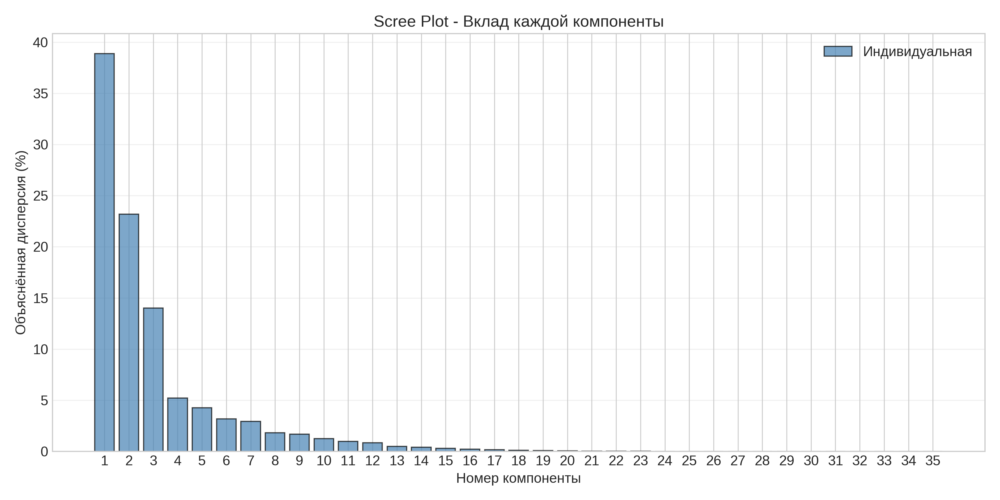 Scree Plot - Вклад каждой компоненты
Индивидуальная
Объяснённая дисперсия (%)
40
35
30
25
20
15
10
5
0
1 2 3 4 5 6 7 8 9 10 11 12 13 14 15 16 17 18 19 20 21 22 23 24 25 26 27 28 29 30 31 32 33 34 35
Номер компоненты